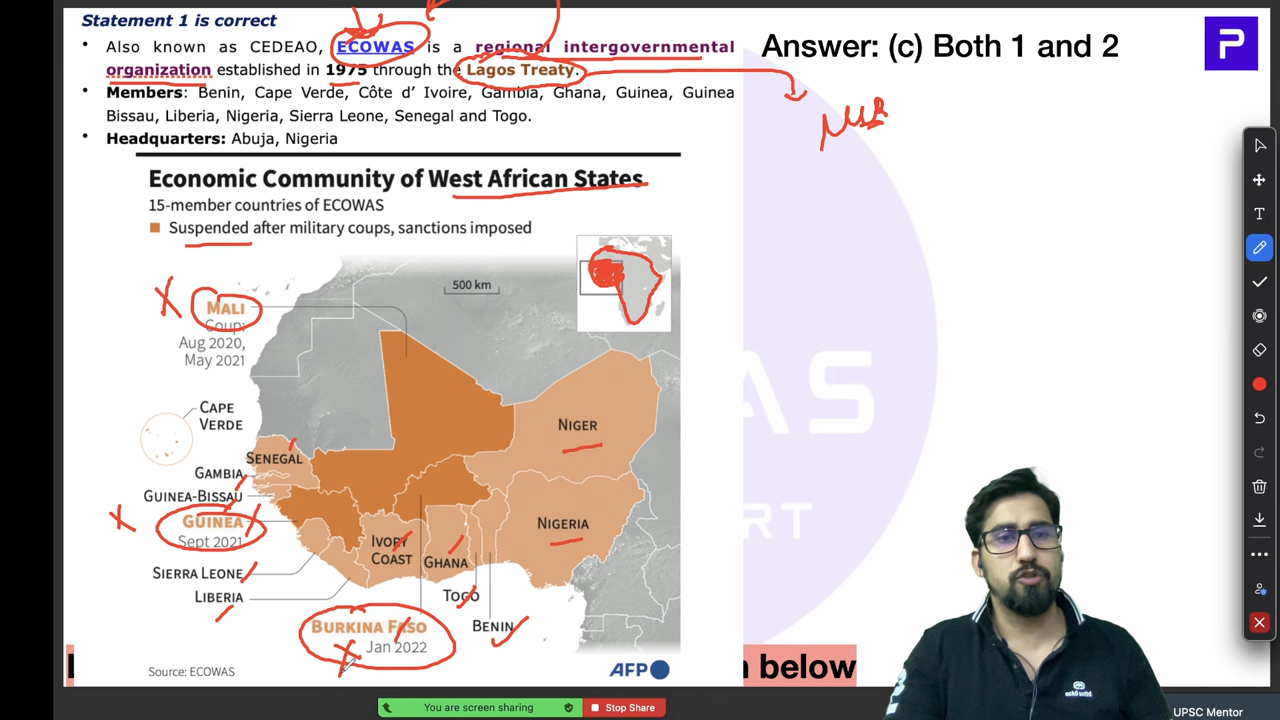 Statement 1 is correct
• Also known as CEDEAO, ECOWAS is a regional intergovernmental
organization established in 1975 through the Lagos Treaty.
• Members: Benin, Cape Verde, Côte d’ Ivoire, Gambia, Ghana, Guinea, Guinea
Bissau, Liberia, Nigeria, Sierra Leone, Senegal and Togo.
• Headquarters: Abuja, Nigeria
Answer: (c) Both 1 and 2
P
Economic Community of West African States
15-member countries of ECOWAS
Suspended after military coups, sanctions imposed
500 km
MALI
Coup:
Aug 2020,
May 2021
CAPE
VERDE
SENEGAL
GAMBIA
GUINEA-BISSAU
GUINEA
Sept 2021
SIERRA LEONE
LIBERIA
IVORY
COAST
GHANA
TOGO
BENIN
BURKINA FASO
Jan 2022
NIGER
NIGERIA
Source: ECOWAS
AFP
AS
RT
below
T
You are screen sharing
Stop Share
UPSC Mentor